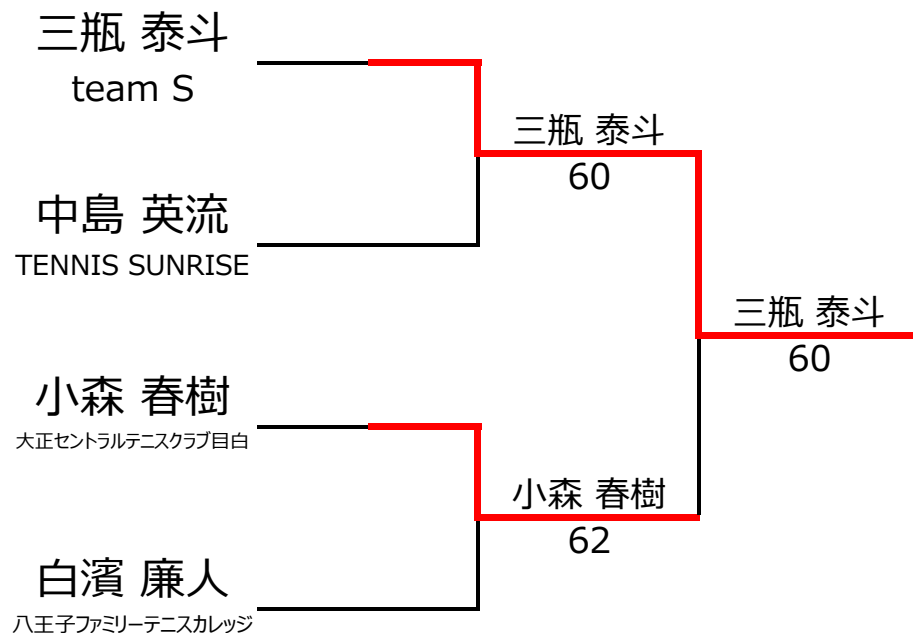 三瓶 泰斗
team S
中島 英流
TENNIS SUNRISE
小森 春樹
大正セントラルテニスクラブ目白
白濱 廉人
八王子ファミリーテニスカレッジ
三瓶 泰斗
60
小森 春樹
62
三瓶 泰斗
60